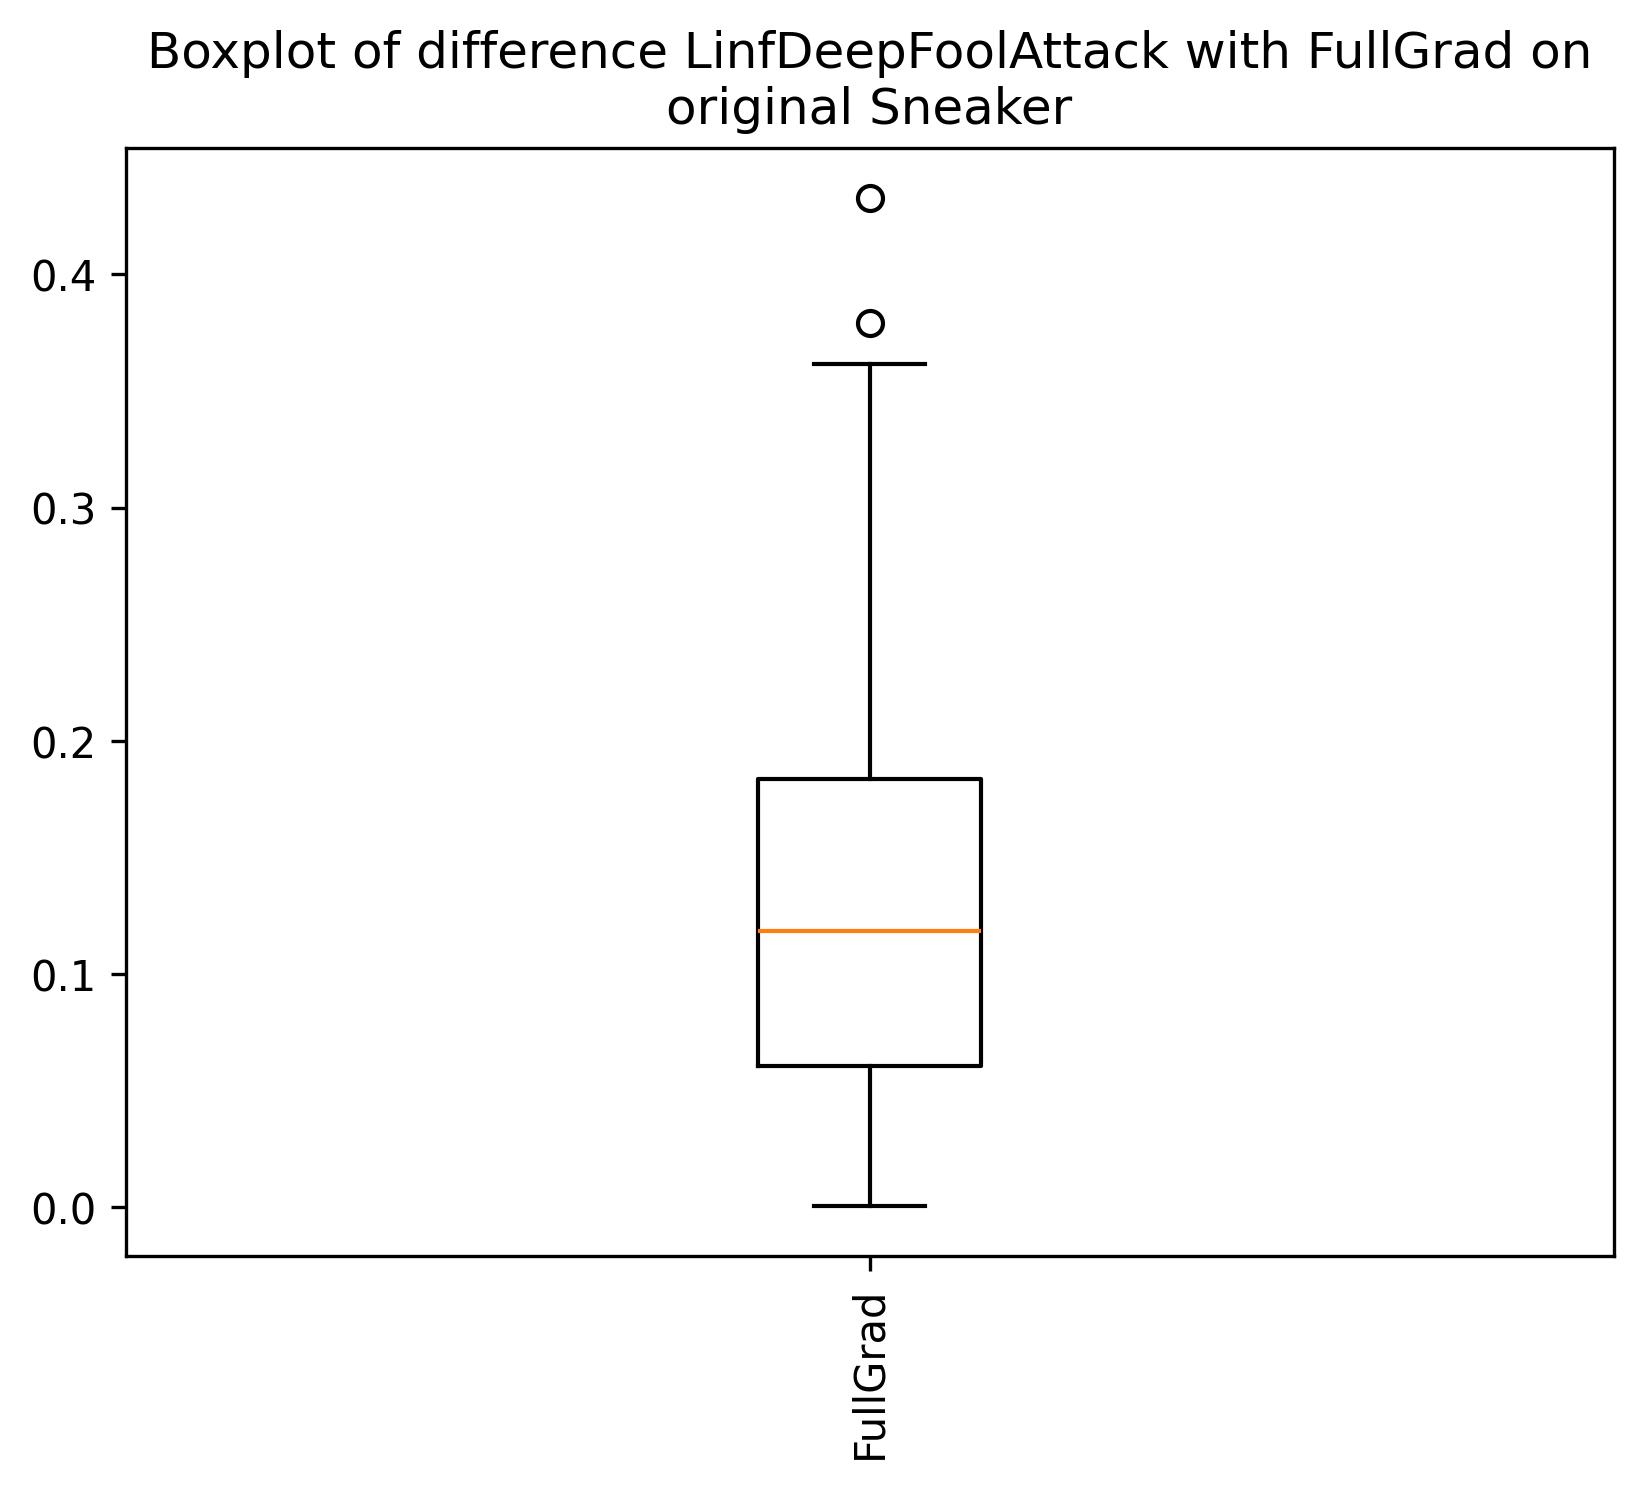 Boxplot of difference LinfDeepFoolAttack with FullGrad on
original Sneaker
0.4
0.3
0.2
0.1
0.0
FullGrad